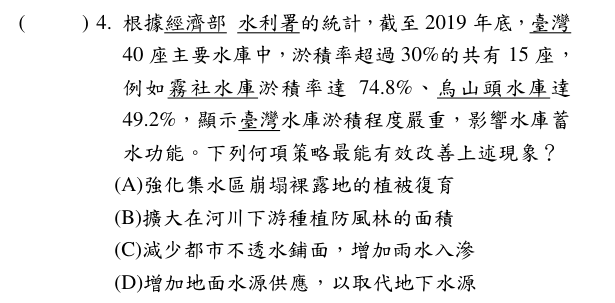 (　　) 4. 根據經濟部 水利署的統計，截至 2019 年底，臺灣
40 座主要水庫中，淤積率超過 30%的共有 15 座，
例如霧社水庫淤積率達 74.8%、烏山頭水庫達
49.2%，顯示臺灣水庫淤積程度嚴重，影響水庫蓄
水功能。下列何項策略最能有效改善上述現象？
(A)強化集水區崩塌裸露地的植被復育
(B)擴大在河川下游種植防風林的面積
(C)減少都市不透水鋪面，增加雨水入滲
(D)增加地面水源供應，以取代地下水源